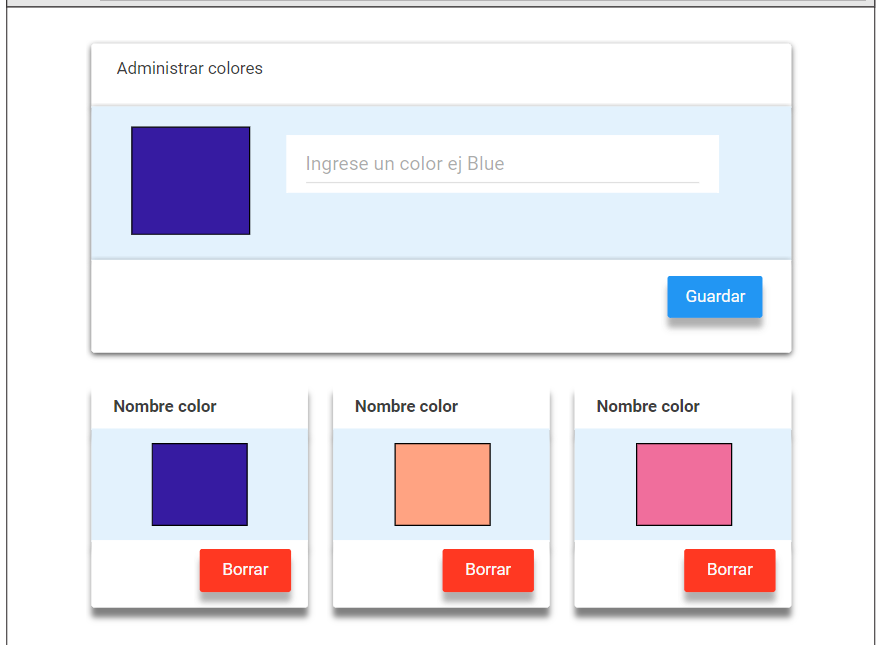 Administrar colores
Ingrese un color ej Blue
Guardar
Nombre color
Nombre color
Nombre color
Borrar
Borrar
Borrar